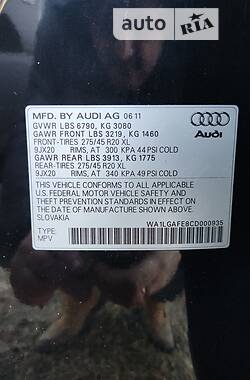 auto RIA
MFD. BY AUDI AG 06 11
GVWR LBS 6790, KG 3080
GAWR FRONT LBS 3219, KG 1460
FRONT-TIRES 275/45 R20 XL
9JX20 RIMS, AT 300 KPA 44 PSI COLD
GAWR REAR LBS 3913, KG 1775
REAR-TIRES 275/45 R20 XL
9JX20 RIMS, AT 340 KPA 49 PSI COLD
Audi
THIS VEHICLE CONFORMS TO ALL APPLICABLE
U.S. FEDERAL MOTOR VEHICLE SAFETY AND
THEFT PREVENTION STANDARDS IN EFFECT ON
THE DATE OF MANUFACTURE SHOWN ABOVE.
SLOVAKIA
WA1LGAFE8CD000935
TYPE:
MPV